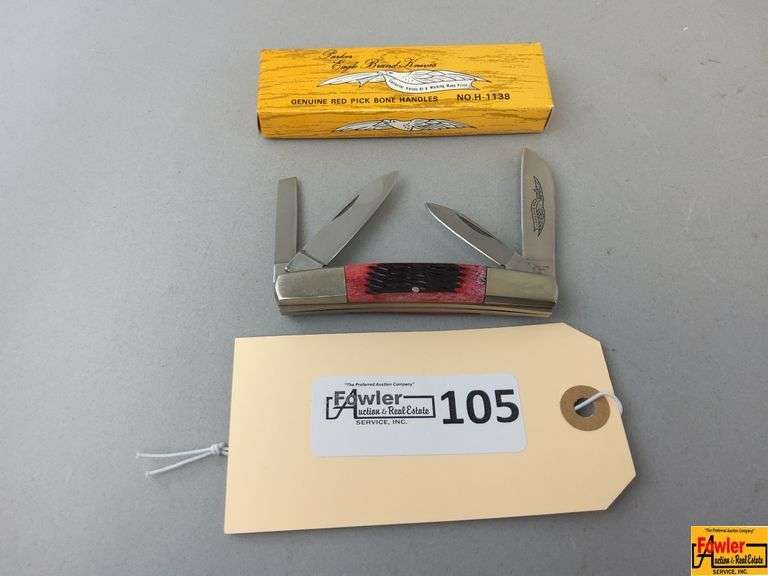 Parker
Eagle Brand Knives
GENUINE RED PICK BONE HANDLES NO. H-1138
"The Preferred Auction Company"
Fowler
Auction & Real Estate
SERVICE, INC.
105
"The Preferred Auction Company"
Fowler
Auction & Real Estate
SERVICE, INC.